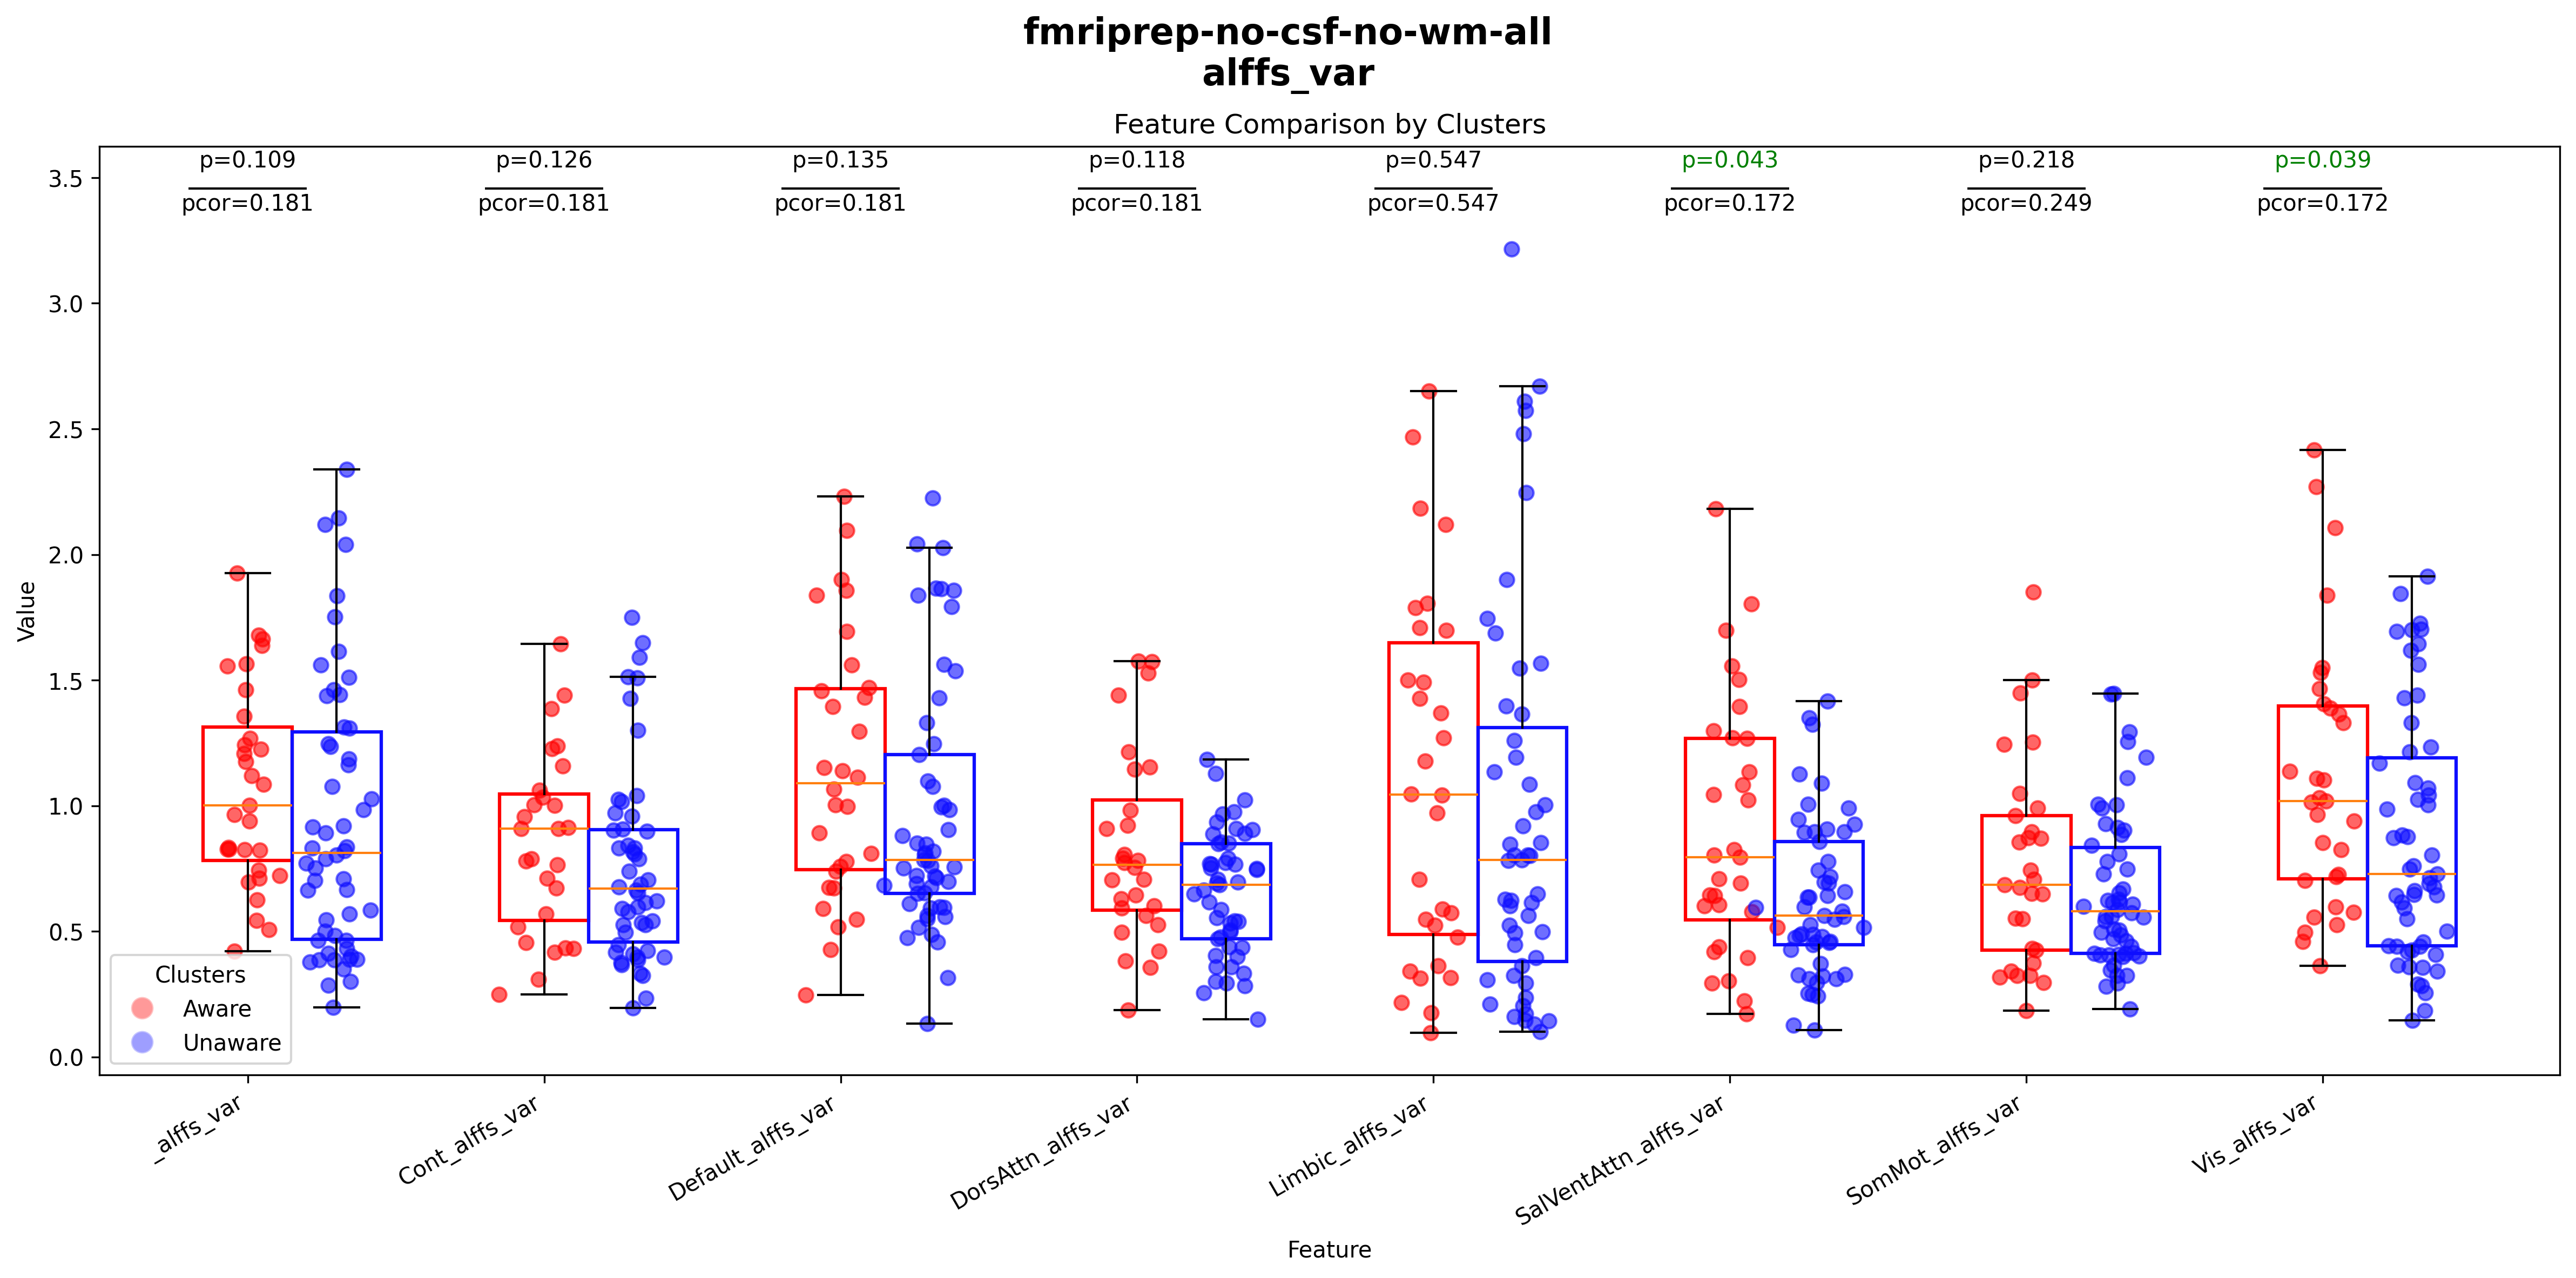 fmriprep-no-csf-no-wm-all
alffs_var
Feature Comparison by Clusters
p=0.109 p=0.126 p=0.135 p=0.118 p=0.547 p=0.043 p=0.218 p=0.039
pcor=0.181 pcor=0.181 pcor=0.181 pcor=0.181 pcor=0.547 pcor=0.172 pcor=0.249 pcor=0.172
3.5
3.0
2.5
2.0
1.5
1.0
0.5
0.0
Value
Clusters
Aware
Unaware
_alffs_var
Cont_alffs_var
Default_alffs_var
DorsAttn_alffs_var
Limbic_alffs_var
SalVentAttn_alffs_var
SomMot_alffs_var
Vis_alffs_var
Feature